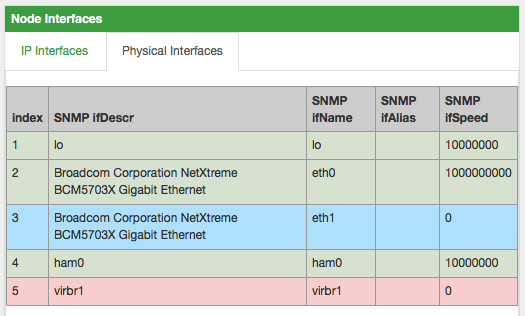 Node Interfaces
IP Interfaces Physical Interfaces
index SNMP ifDescr SNMP ifName SNMP ifAlias SNMP ifSpeed
1 lo lo 10000000
2 Broadcom Corporation NetXtreme BCM5703X Gigabit Ethernet eth0 1000000000
3 Broadcom Corporation NetXtreme BCM5703X Gigabit Ethernet eth1 0
4 ham0 ham0 10000000
5 virbr1 virbr1 0